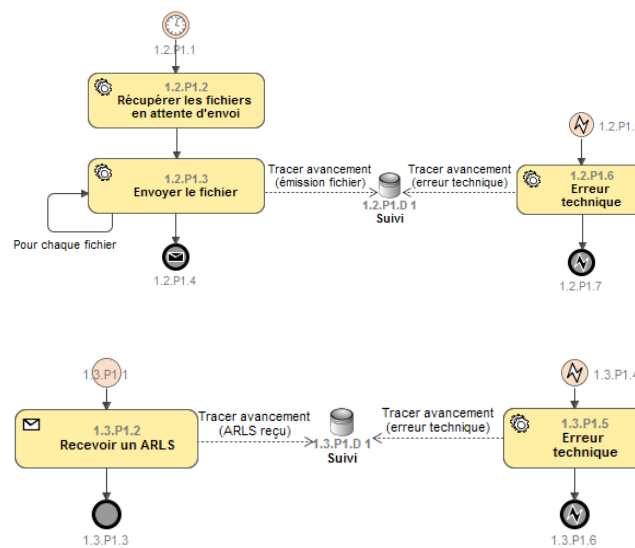 1.2.P1.1
1.2.P1.2
Récupérer les fichiers
en attente d'envoi
1.2.P1.
1.2.P1.3
Envoyer le fichier
Tracer avancement
(émission fichier)
Tracer avancement
(erreur technique)
1.2.P1.6
Erreur
technique
1.2.P1.D 1
Suivi
Pour chaque fichier
1.2.P1.4
1.2.P1.7
1.3.P1.1
1.3.P1.4
1.3.P1.2
Recevoir un ARLS
Tracer avancement
(ARLS reçu)
Tracer avancement
(erreur technique)
1.3.P1.5
Erreur
technique
1.3.P1.D 1
Suivi
1.3.P1.3
1.3.P1.6